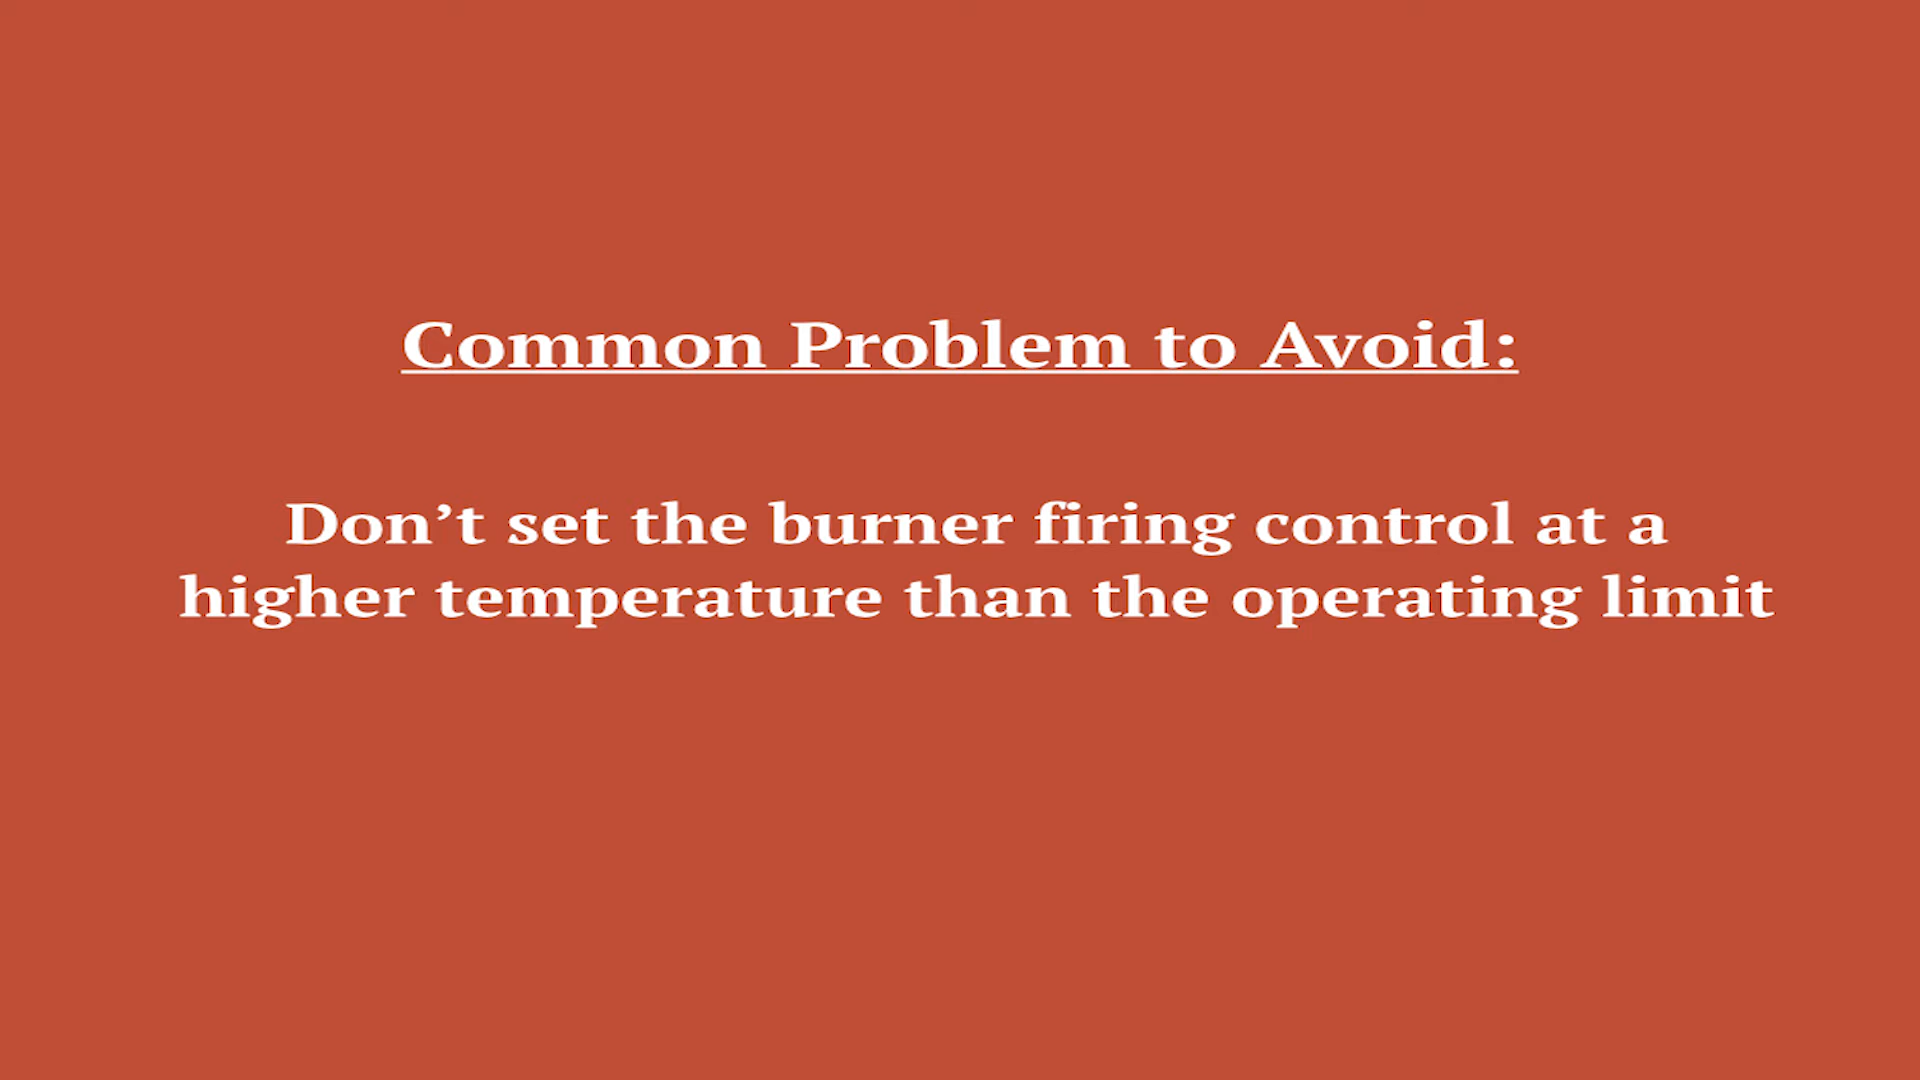 Common Problem to Avoid:
Don’t set the burner firing control at a
higher temperature than the operating limit